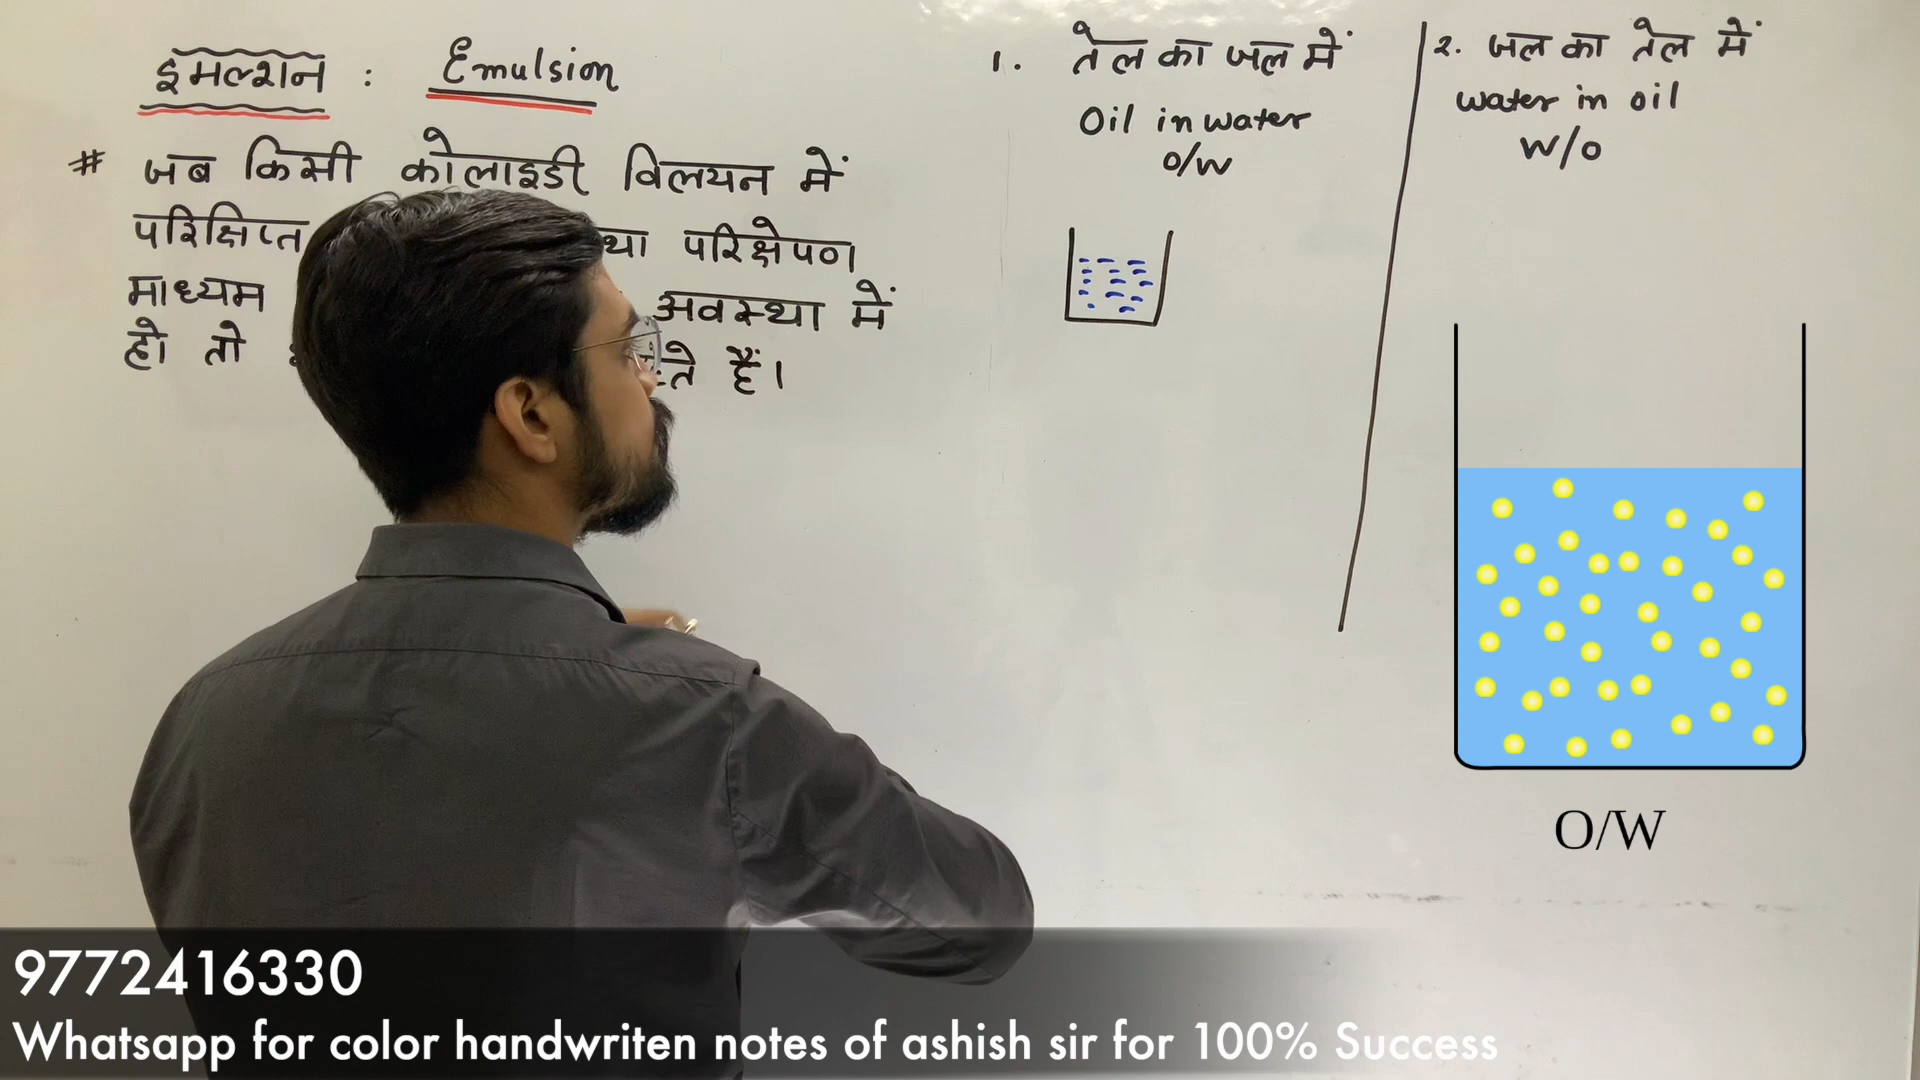 इमल्शन : Emulsion
# जब किसी कोलाइडी विलयन में
परिक्षिप्त था परिक्षेपण
माध्यम अवस्था में
हो तो ते हैं।
1. तेल का जल में
Oil in water
O/W
2. जल का तेल में
water in oil
W/O
O/W
9772416330
Whatsapp for color handwriten notes of ashish sir for 100% Success